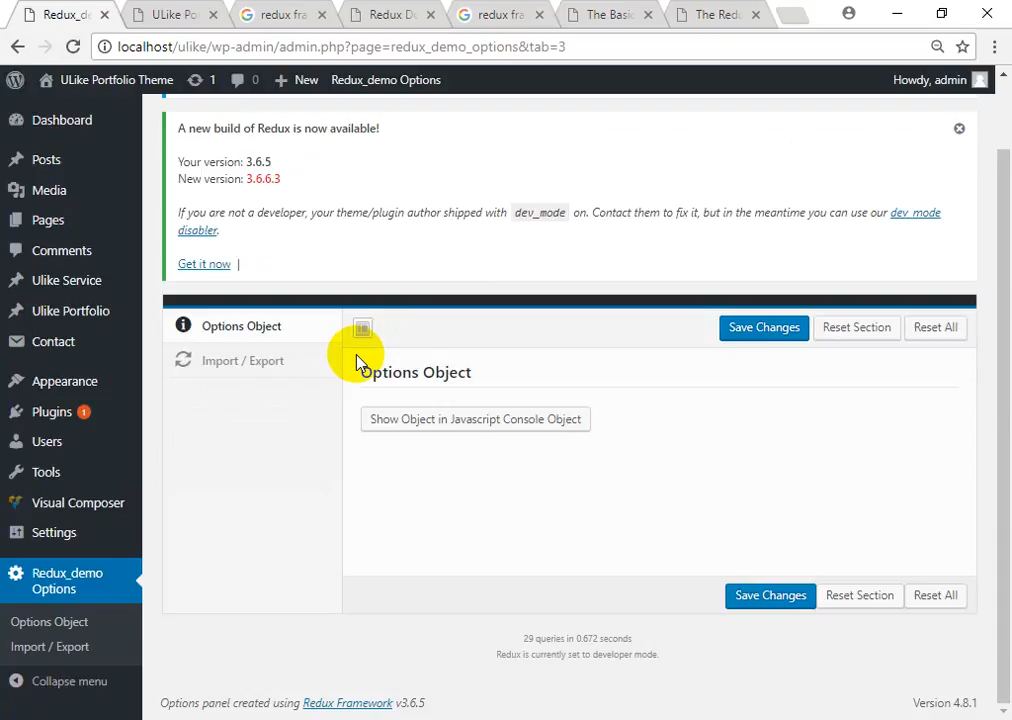 Redux_de
ULike Po
redux fra
Redux De
redux fra
The Basic
The Redu
localhost/ulike/wp-admin/admin.php?page=redux_demo_options&tab=3
ULike Portfolio Theme 1 0 New Redux_demo Options Howdy, admin
Dashboard
Posts
Media
Pages
Comments
Ulike Service
Ulike Portfolio
Contact
Appearance
Plugins 1
Users
Tools
Visual Composer
Settings
Redux_demo
Options
Options Object
Import / Export
Collapse menu
A new build of Redux is now available!
Your version: 3.6.5
New version: 3.6.6.3
If you are not a developer, your theme/plugin author shipped with dev_mode on. Contact them to fix it, but in the meantime you can use our dev_mode
disabler.
Get it now |
Options Object
Import / Export
Save Changes Reset Section Reset All
Options Object
Show Object in Javascript Console Object
Save Changes Reset Section Reset All
29 queries in 0.672 seconds
Redux is currently set to developer mode.
Options panel created using Redux Framework v3.6.5
Version 4.8.1